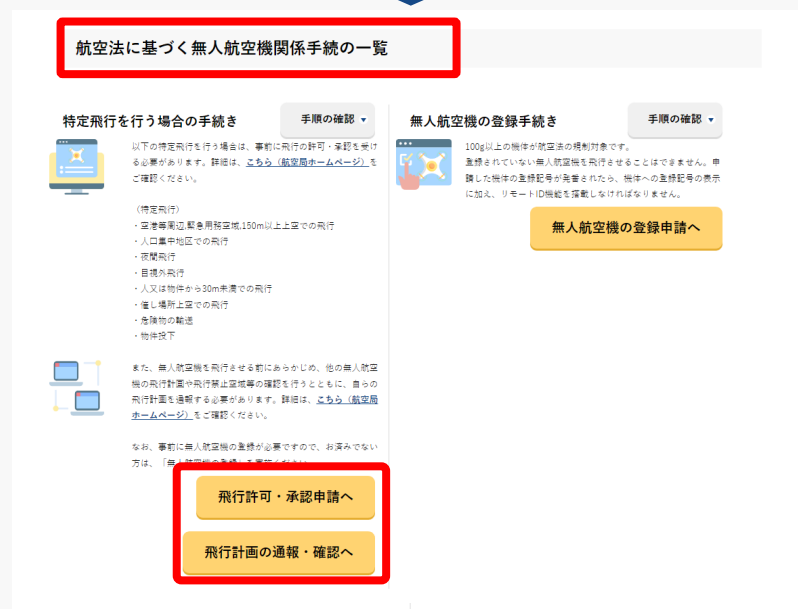 航空法に基づく無人航空機関係手続の一覧
特定飛行を行う場合の手続き
手順の確認
以下の特定飛行を行う場合は、事前に飛行の許可・承認を受け
る必要があります。詳細は、こちら（航空局ホームページ）を
ご確認ください。
（特定飛行）
・空港等周辺,緊急用務空域,150m以上上空での飛行
・人口集中地区での飛行
・夜間飛行
・目視外飛行
・人又は物件から30m未満での飛行
・催し場所上空での飛行
・危険物の輸送
・物件投下
また、無人航空機を飛行させる前にあらかじめ、他の無人航空
機の飛行計画や飛行禁止空域等の確認を行うとともに、自らの
飛行計画を通報する必要があります。詳細は、こちら（航空局
ホームページ）をご確認ください。
なお、事前に無人航空機の登録が必要ですので、お済みでない
方は、「無人航空機の登録」を実施ください。
飛行許可・承認申請へ
飛行計画の通報・確認へ
無人航空機の登録手続き
手順の確認
100g以上の機体が航空法の規制対象です。
登録されていない無人航空機を飛行させることはできません。申
請した機体の登録記号が発番されたら、機体への登録記号の表示
に加え、リモートID機能を搭載しなければなりません。
無人航空機の登録申請へ